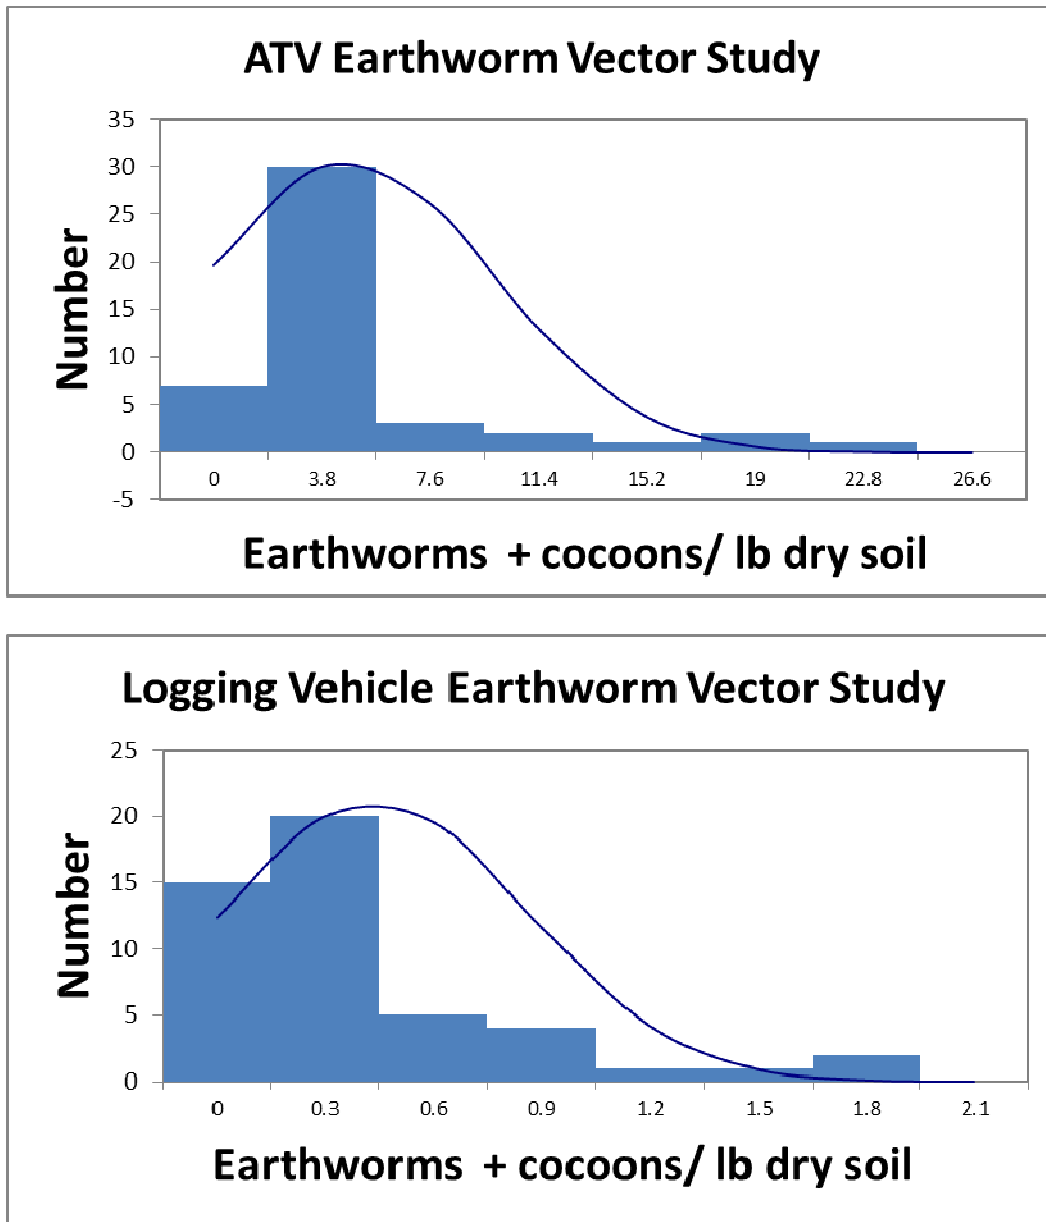 ATV Earthworm Vector Study
35
30
25
20
15
10
5
0
-5
Number
0 3.8 7.6 11.4 15.2 19 22.8 26.6
Earthworms + cocoons/ lb dry soil
Logging Vehicle Earthworm Vector Study
25
20
15
10
5
0
Number
0 0.3 0.6 0.9 1.2 1.5 1.8 2.1
Earthworms + cocoons/ lb dry soil